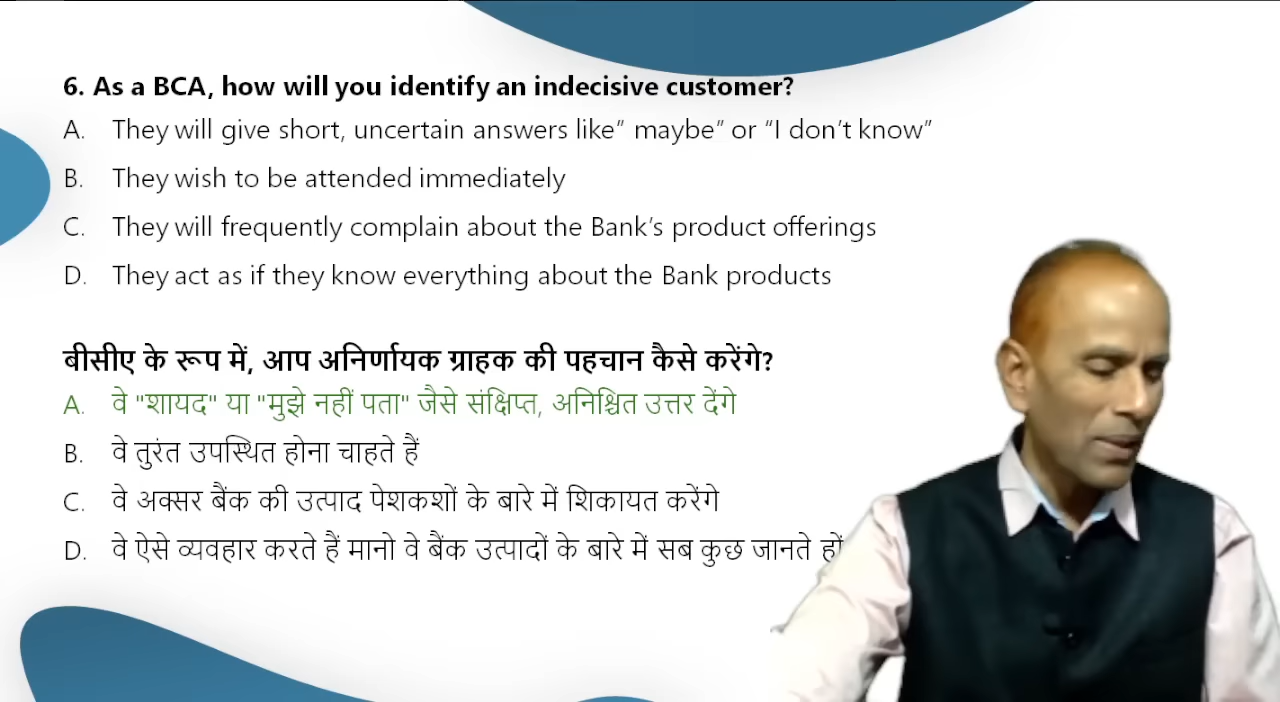 6. As a BCA, how will you identify an indecisive customer?
A. They will give short, uncertain answers like” maybe” or “I don’t know”
B. They wish to be attended immediately
C. They will frequently complain about the Bank’s product offerings
D. They act as if they know everything about the Bank products
बीसीए के रूप में, आप अनिर्णायक ग्राहक की पहचान कैसे करेंगे?
A. वे "शायद" या "मुझे नहीं पता" जैसे संक्षिप्त, अनिश्चित उत्तर देंगे
B. वे तुरंत उपस्थित होना चाहते हैं
C. वे अक्सर बैंक की उत्पाद पेशकशों के बारे में शिकायत करेंगे
D. वे ऐसे व्यवहार करते हैं मानो वे बैंक उत्पादों के बारे में सब कुछ जानते हों